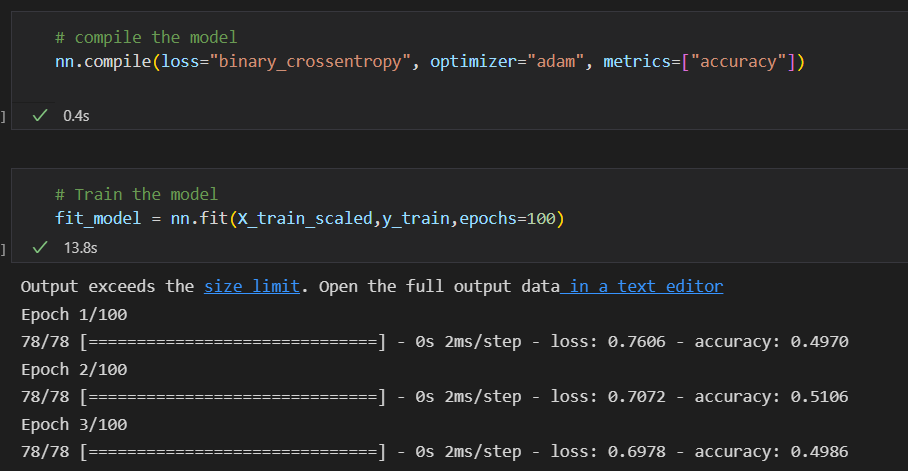 # compile the model
nn.compile(loss="binary_crossentropy", optimizer="adam", metrics=["accuracy"])
] ✓ 0.4s
# Train the model
fit_model = nn.fit(X_train_scaled,y_train,epochs=100)
] ✓ 13.8s
Output exceeds the size limit. Open the full output data in a text editor
Epoch 1/100
78/78 [==============================] - 0s 2ms/step - loss: 0.7606 - accuracy: 0.4970
Epoch 2/100
78/78 [==============================] - 0s 2ms/step - loss: 0.7072 - accuracy: 0.5106
Epoch 3/100
78/78 [==============================] - 0s 2ms/step - loss: 0.6978 - accuracy: 0.4986